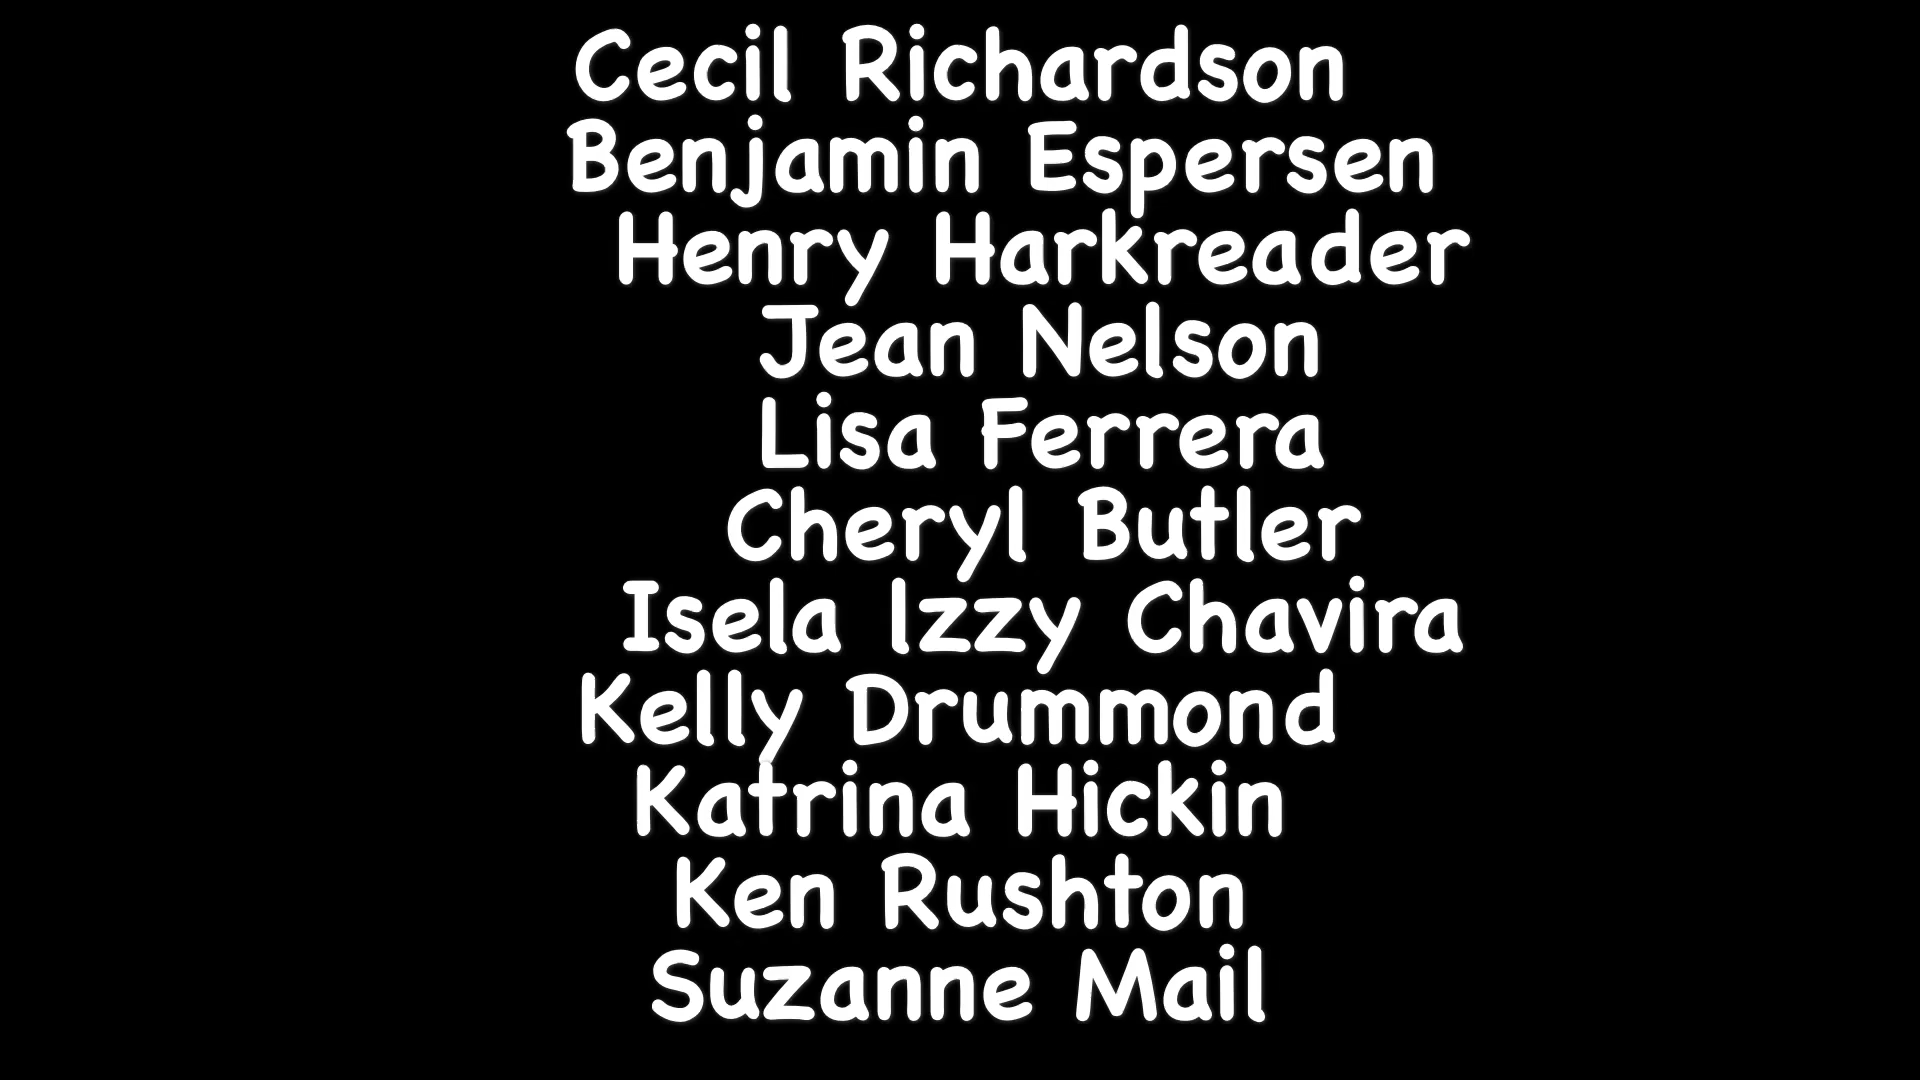 Cecil Richardson
Benjamin Espersen
Henry Harkreader
Jean Nelson
Lisa Ferrera
Cheryl Butler
Isela lzzy Chavira
Kelly Drummond
Katrina Hickin
Ken Rushton
Suzanne Mail